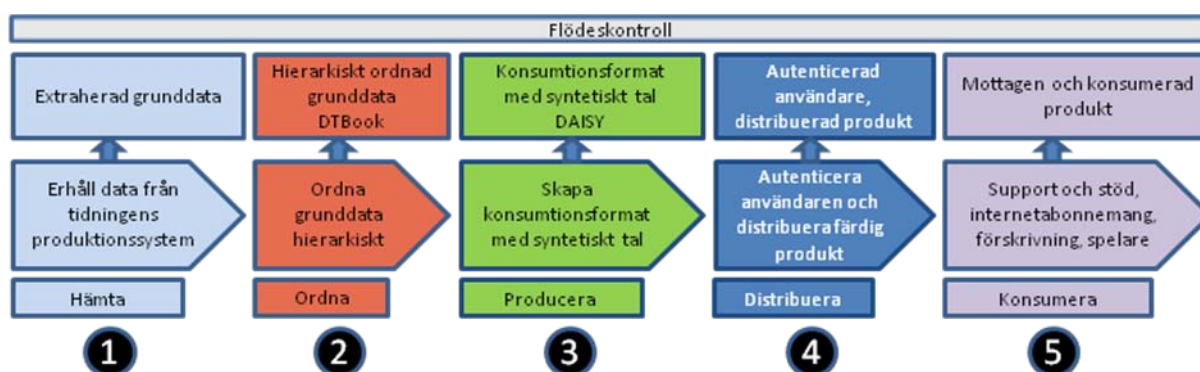 Flödeskontroll
Extraherad grunddata
Hierarkiskt ordnad
grunddata
DTBook
Konsumtionsformat
med syntetiskt tal
DAISY
Autenticerad
användare,
distribuerad produkt
Mottagen och konsumerad
produkt
Erhåll data från
tidningens
produktionssystem
Ordna
grunddata
hierarkiskt
Skapa
konsumtionsformat
med syntetiskt tal
Autenticera
användaren och
distribuera färdig
produkt
Support och stöd,
internetabonnemang,
förskrivning, spelare
Hämta
Ordna
Producera
Distribuera
Konsumera
1
2
3
4
5